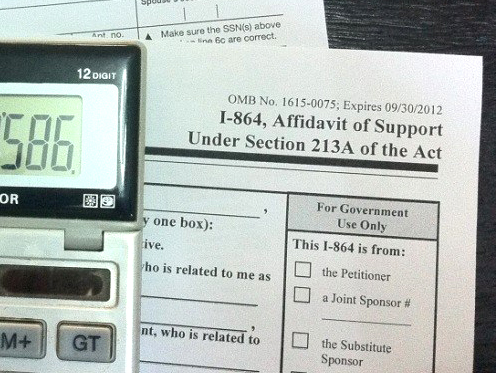 Spouse's
Apt. no.
▲ Make sure the SSN(s) above
on line 6c are correct.
12 DIGIT
586.
OR
M+
GT
OMB No. 1615-0075; Expires 09/30/2012
I-864, Affidavit of Support
Under Section 213A of the Act
,
y one box):
tive.
who is related to me as
,
nt, who is related to
For Government
Use Only
This I-864 is from:
the Petitioner
a Joint Sponsor #
the Substitute
Sponsor